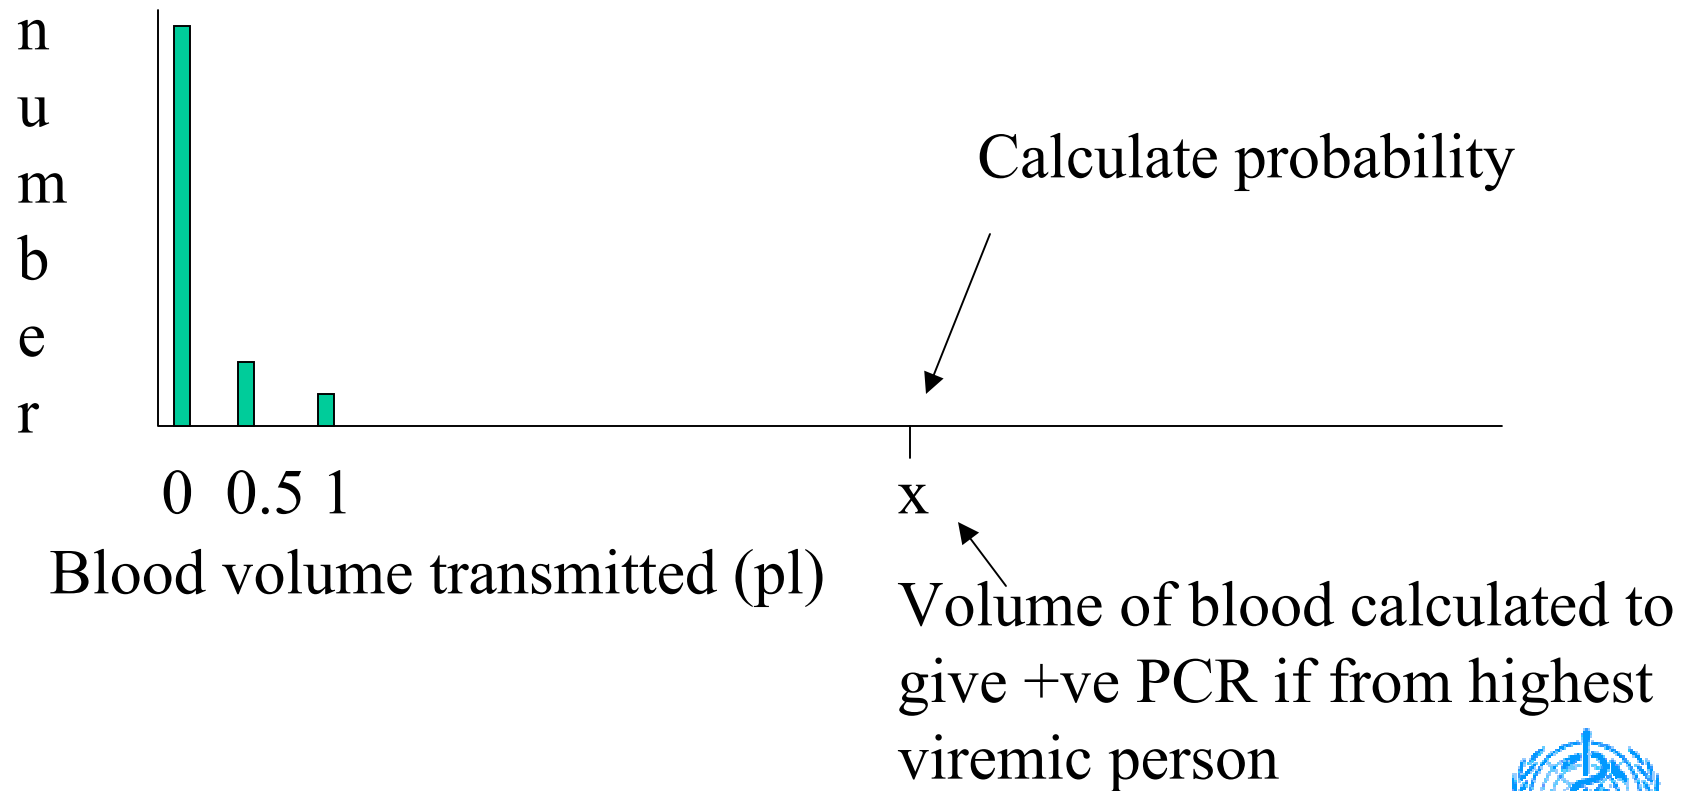 number
Calculate probability
0 0.5 1 x
Blood volume transmitted (pl)
Volume of blood calculated to
give +ve PCR if from highest
viremic person